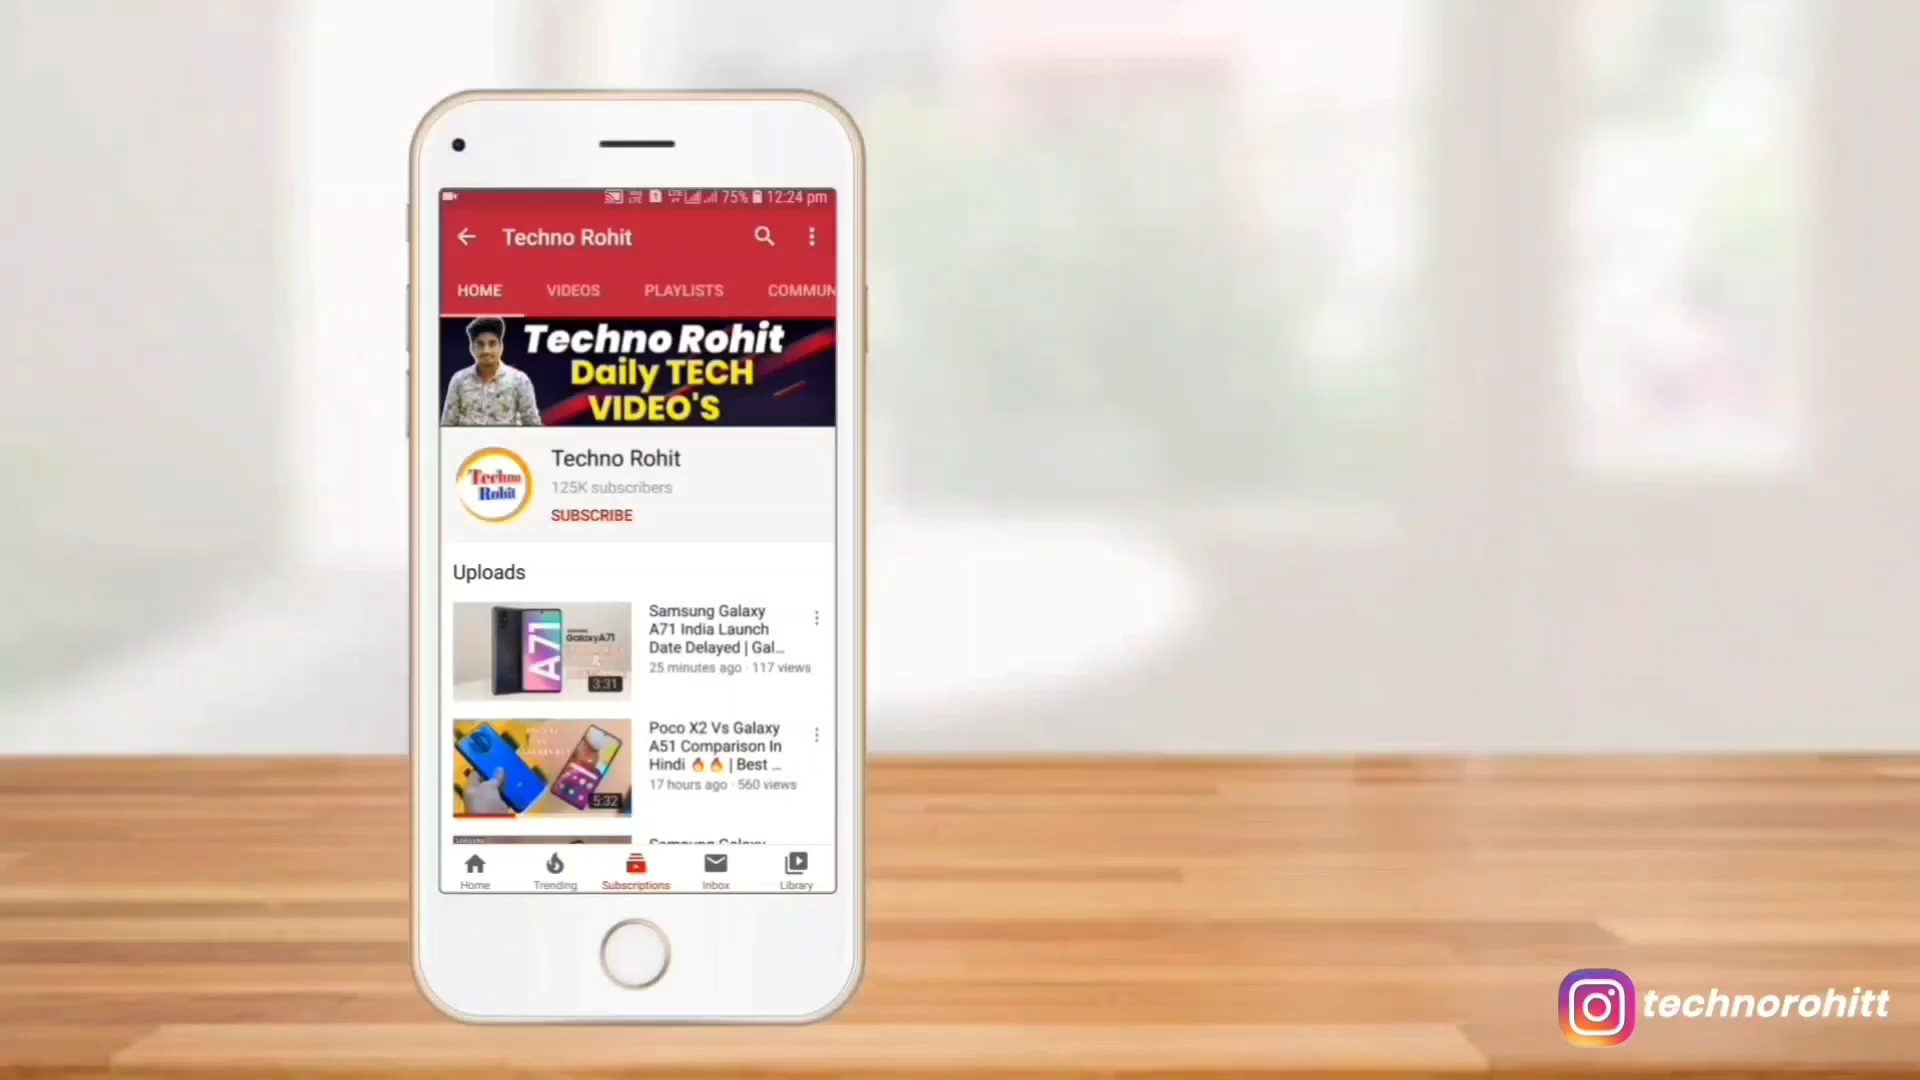 75% 12:24 pm
Techno Rohit
HOME VIDEOS PLAYLISTS COMMUN
Techno Rohit
Daily TECH
VIDEO'S
Techno
Rohit
Techno Rohit
125K subscribers
SUBSCRIBE
Uploads
A71
GalaxyA71
&
3:31
Samsung Galaxy
A71 India Launch
Date Delayed | Gal...
25 minutes ago · 117 views
5:32
Poco X2 Vs Galaxy
A51 Comparison In
Hindi 🔥🔥 | Best ...
17 hours ago · 560 views
Samsung Galaxy
Home Trending Subscriptions Inbox Library
technorohitt